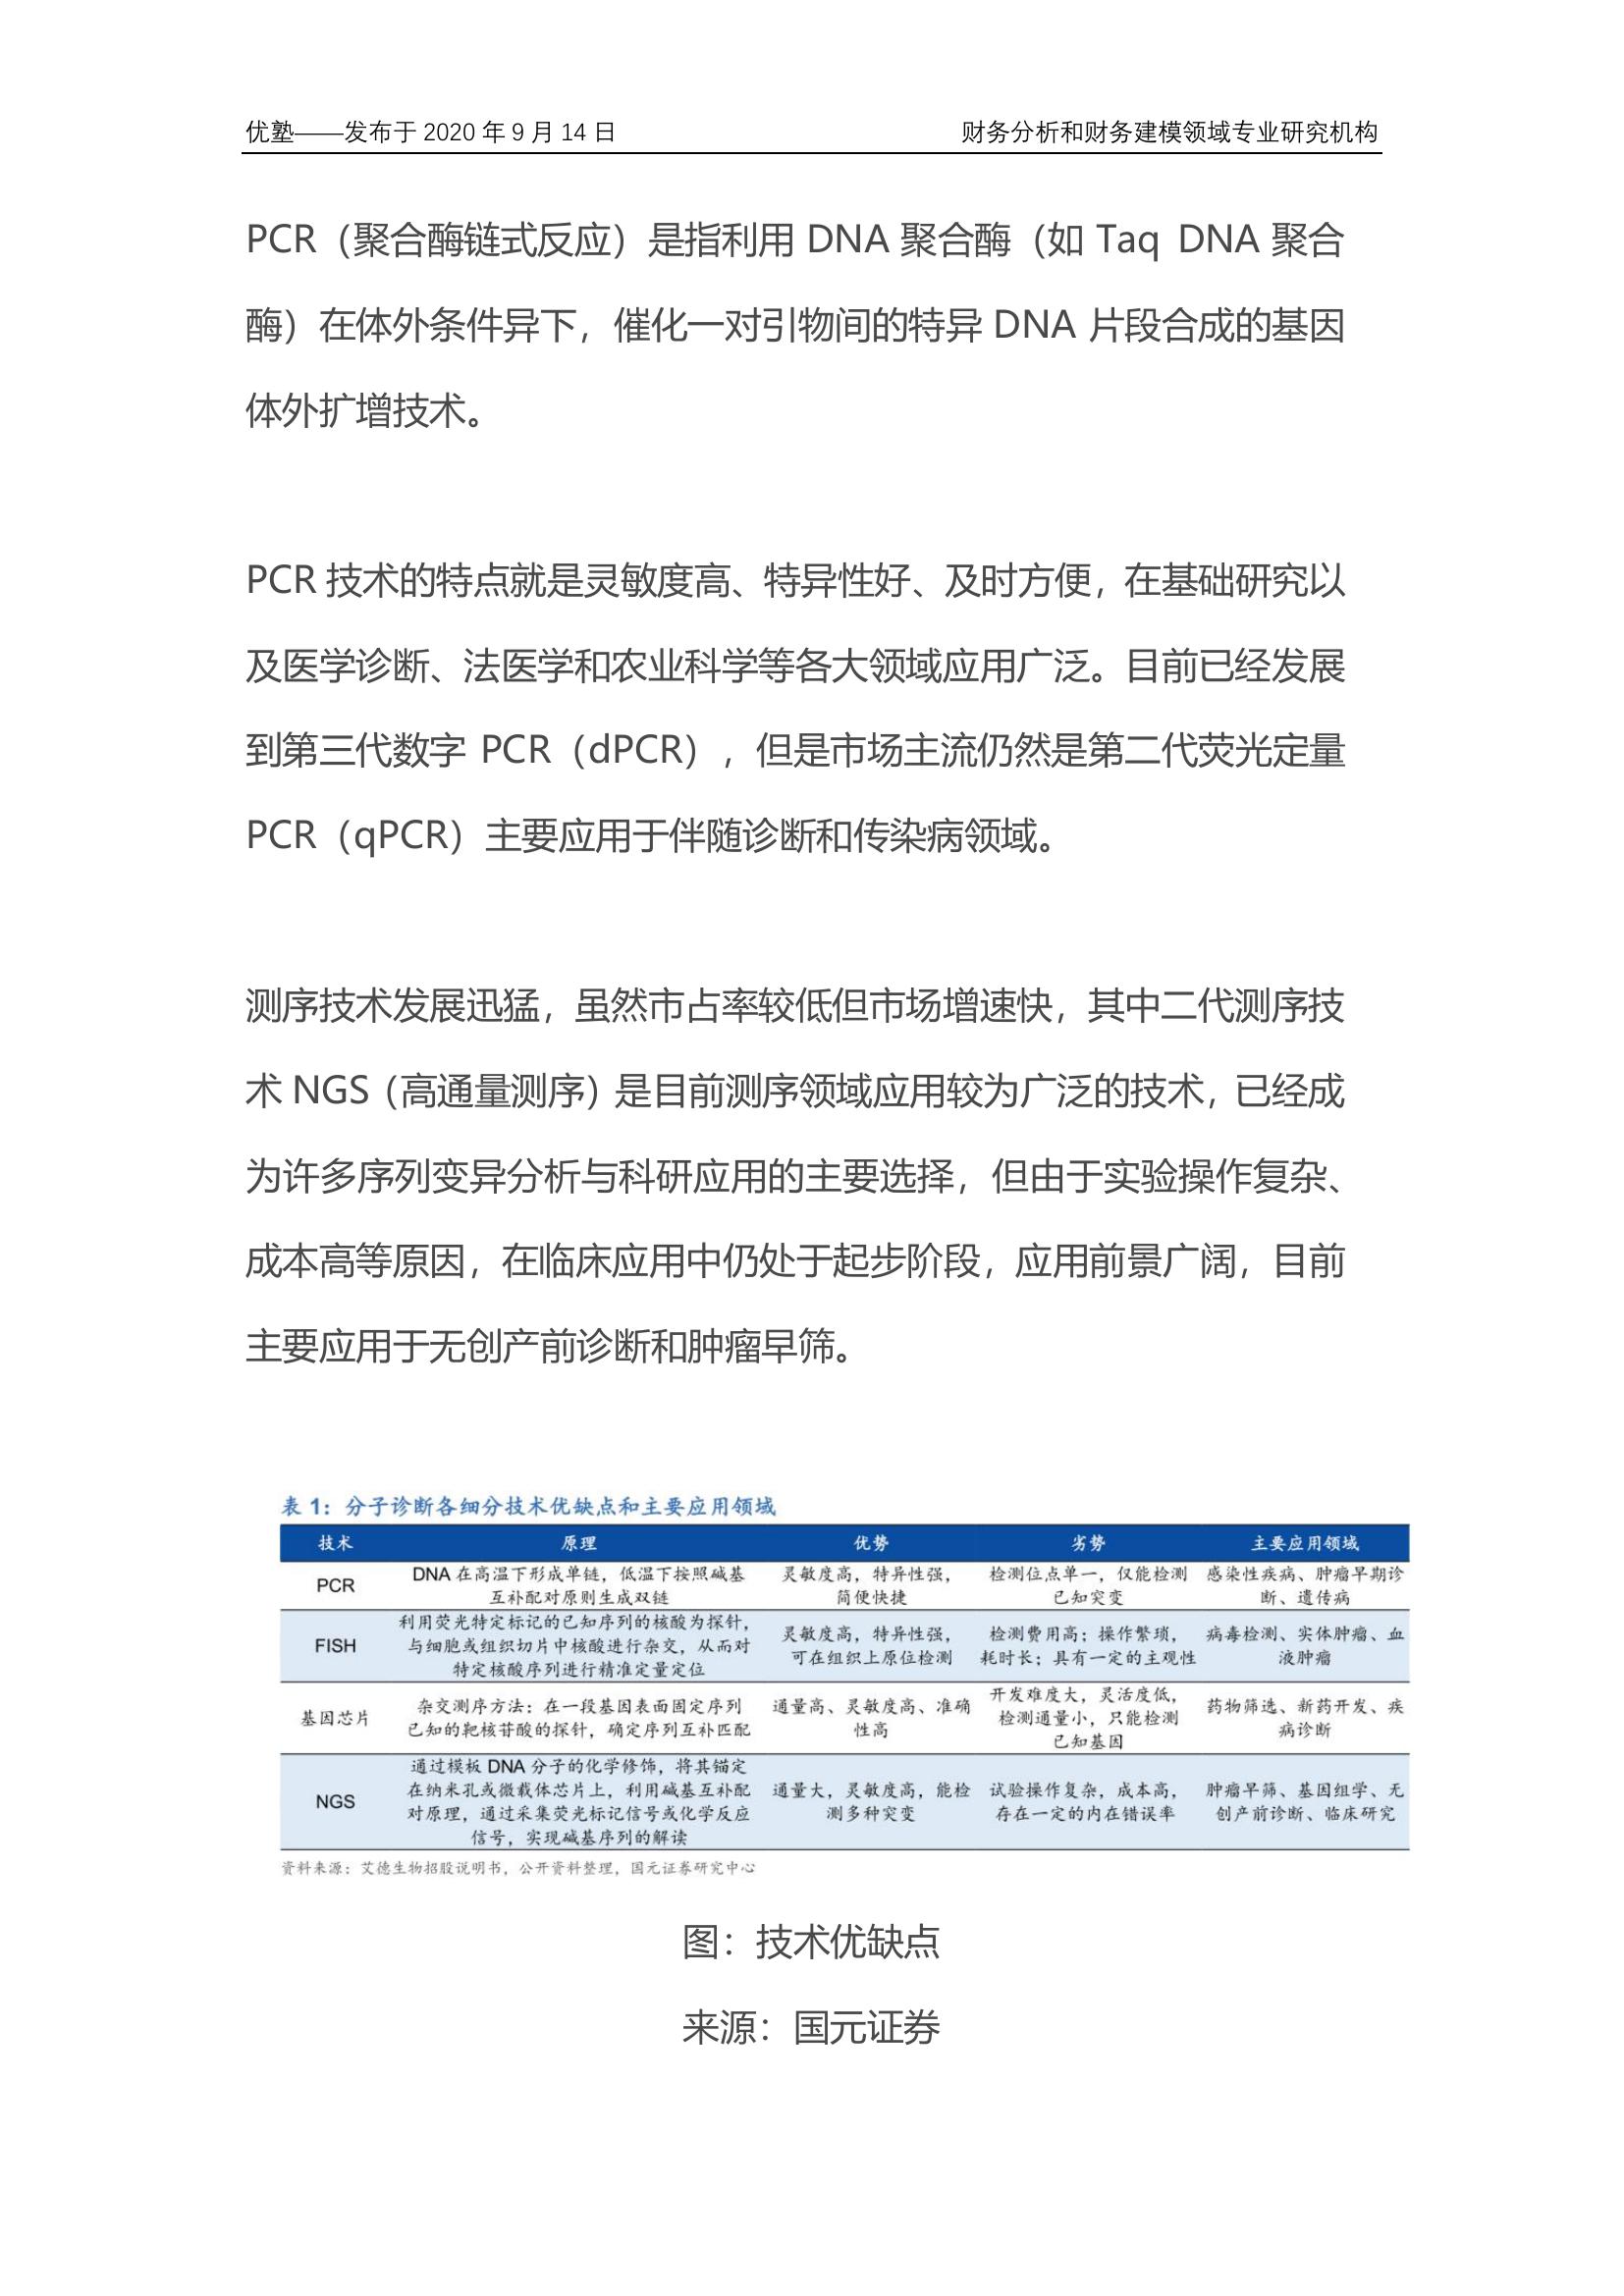 优塾——发布于 2020 年 9 月 14 日 财务分析和财务建模领域专业研究机构
PCR（聚合酶链式反应）是指利用 DNA 聚合酶（如 Taq DNA 聚合
酶）在体外条件异下，催化一对引物间的特异 DNA 片段合成的基因
体外扩增技术。
PCR 技术的特点就是灵敏度高、特异性好、及时方便，在基础研究以
及医学诊断、法医学和农业科学等各大领域应用广泛。目前已经发展
到第三代数字 PCR（dPCR），但是市场主流仍然是第二代荧光定量
PCR（qPCR）主要应用于伴随诊断和传染病领域。
测序技术发展迅猛，虽然市占率较低但市场增速快，其中二代测序技
术 NGS（高通量测序）是目前测序领域应用较为广泛的技术，已经成
为许多序列变异分析与科研应用的主要选择，但由于实验操作复杂、
成本高等原因，在临床应用中仍处于起步阶段，应用前景广阔，目前
主要应用于无创产前诊断和肿瘤早筛。
表 1：分子诊断各细分技术优缺点和主要应用领域
技术 原理 优势 劣势 主要应用领域
PCR
DNA 在高温下形成单链，低温下按照碱基
互补配对原则生成双链
灵敏度高，特异性强，
简便快捷
检测位点单一，仅能检测
已知突变
感染性疾病、肿瘤早期诊
断、遗传病
FISH
利用荧光特定标记的已知序列的核酸为探针，
与细胞或组织切片中核酸进行杂交，从而对
特定核酸序列进行精准定量定位
灵敏度高，特异性强，
可在组织上原位检测
检测费用高；操作繁琐，
耗时长；具有一定的主观性
病毒检测、实体肿瘤、血
液肿瘤
基因芯片
杂交测序方法：在一段基因表面固定序列
已知的靶核苷酸的探针，确定序列互补匹配
通量高、灵敏度高、准确
性高
开发难度大，灵活度低，
检测通量小，只能检测
已知基因
药物筛选、新药开发、疾
病诊断
NGS
通过模板 DNA 分子的化学修饰，将其锚定
在纳米孔或微载体芯片上，利用碱基互补配
对原理，通过采集荧光标记信号或化学反应
信号，实现碱基序列的解读
通量大，灵敏度高，能检
测多种突变
试验操作复杂，成本高，
存在一定的内在错误率
肿瘤早筛、基因组学、无
创产前诊断、临床研究
资料来源：艾德生物招股说明书，公开资料整理，国元证券研究中心
图：技术优缺点
来源：国元证券